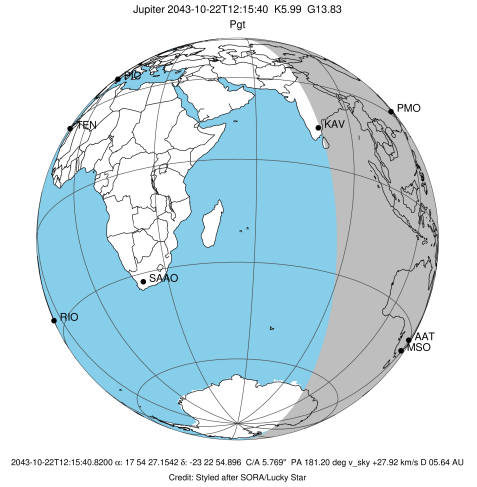 Jupiter 2043-10-22T12:15:40 K5.99 G13.83
Pgt
PIC
TEN
KAV
PMO
SAAO
RIO
AAT
MSO
2043-10-22T12:15:40.8200 α: 17 54 27.1542 δ: -23 22 54.896 C/A 5.769" PA 181.20 deg v_sky +27.92 km/s D 05.64 AU
Credit: Styled after SORA/Lucky Star